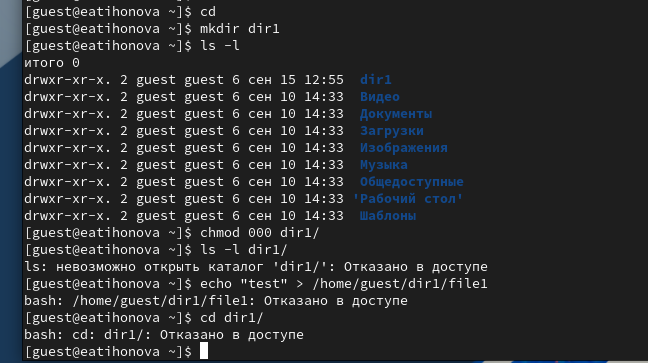 [guest@eatihonova ~]$ cd
[guest@eatihonova ~]$ mkdir dir1
[guest@eatihonova ~]$ ls -l
итого 0
drwxr-xr-x. 2 guest guest 6 сен 15 12:55  dir1
drwxr-xr-x. 2 guest guest 6 сен 10 14:33  Видео
drwxr-xr-x. 2 guest guest 6 сен 10 14:33  Документы
drwxr-xr-x. 2 guest guest 6 сен 10 14:33  Загрузки
drwxr-xr-x. 2 guest guest 6 сен 10 14:33  Изображения
drwxr-xr-x. 2 guest guest 6 сен 10 14:33  Музыка
drwxr-xr-x. 2 guest guest 6 сен 10 14:33  Общедоступные
drwxr-xr-x. 2 guest guest 6 сен 10 14:33 'Рабочий стол'
drwxr-xr-x. 2 guest guest 6 сен 10 14:33  Шаблоны
[guest@eatihonova ~]$ chmod 000 dir1/
[guest@eatihonova ~]$ ls -l dir1/
ls: невозможно открыть каталог 'dir1/': Отказано в доступе
[guest@eatihonova ~]$ echo "test" > /home/guest/dir1/file1
bash: /home/guest/dir1/file1: Отказано в доступе
[guest@eatihonova ~]$ cd dir1/
bash: cd: dir1/: Отказано в доступе
[guest@eatihonova ~]$